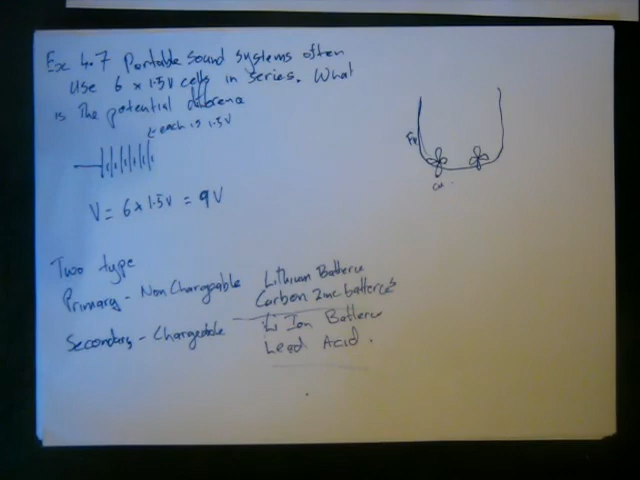 Ex 4.7 Portable sound systems often
use 6 x 1.5v cells in series. What
is the potential difference
each is 1.5V
V = 6 x 1.5v = 9V
Two type
Primary - Non Chargeable Lithium Battery
Carbon Zinc batteres
Secondary - Chargeable Li Ion Battery
Lead Acid.